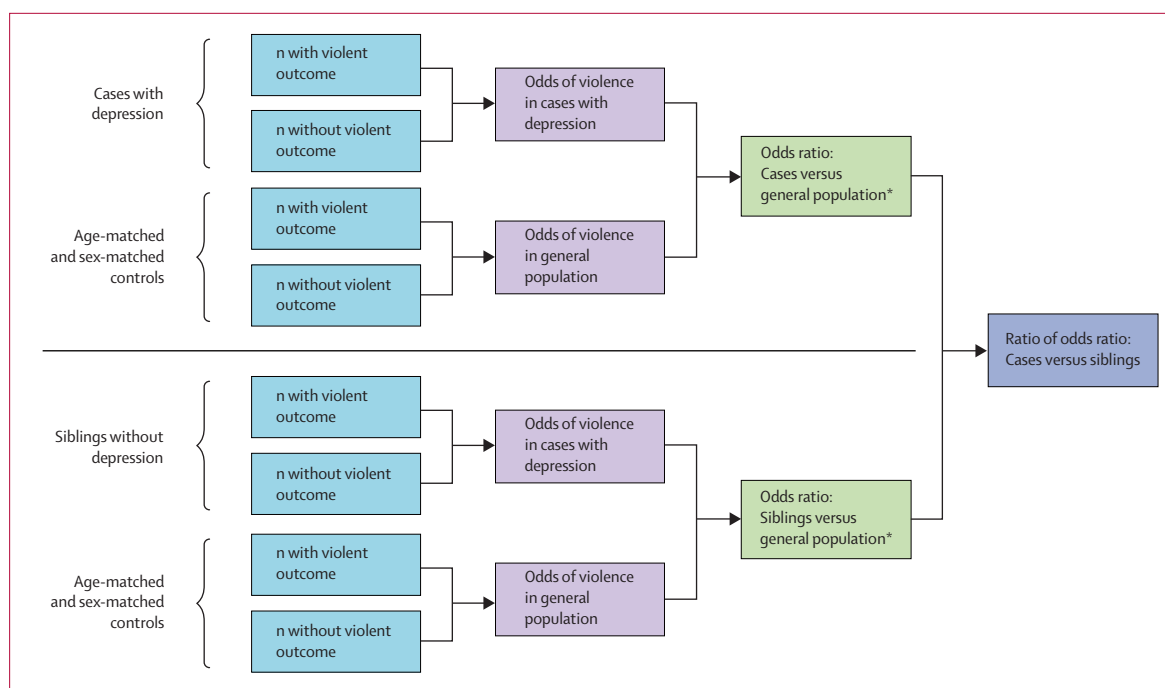 Cases with
depression
n with violent
outcome
n without violent
outcome
Odds of violence
in cases with
depression
Age-matched
and sex-matched
controls
n with violent
outcome
n without violent
outcome
Odds of violence
in general
population
Odds ratio:
Cases versus
general population*
Ratio of odds ratio:
Cases versus siblings
Siblings without
depression
n with violent
outcome
n without violent
outcome
Odds of violence
in cases with
depression
Age-matched
and sex-matched
controls
n with violent
outcome
n without violent
outcome
Odds of violence
in general
population
Odds ratio:
Siblings versus
general population*